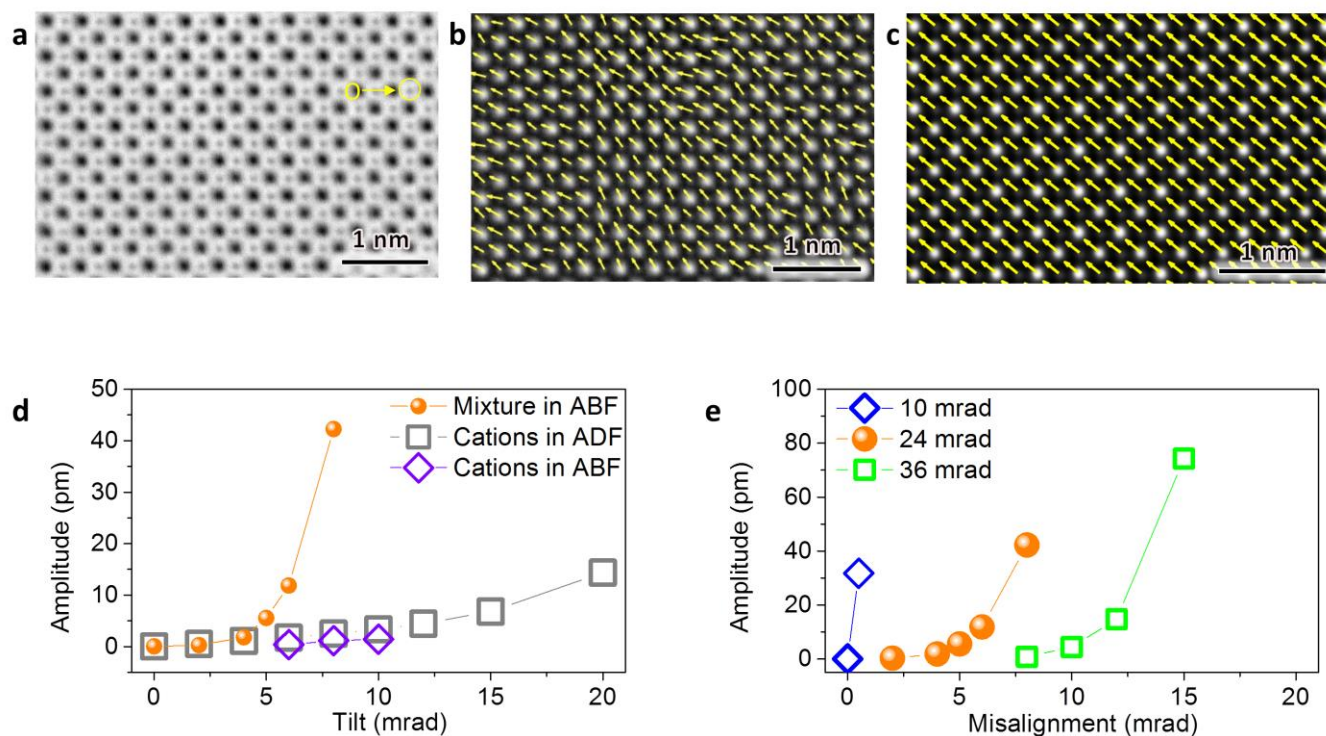 a
b
c
1 nm
1 nm
1 nm
d
50
40
30
20
10
0
Amplitude (pm)
Mixture in ABF
Cations in ADF
Cations in ABF
0 5 10 15 20
Tilt (mrad)
e
100
80
60
40
20
0
Amplitude (pm)
10 mrad
24 mrad
36 mrad
0 5 10 15 20
Misalignment (mrad)